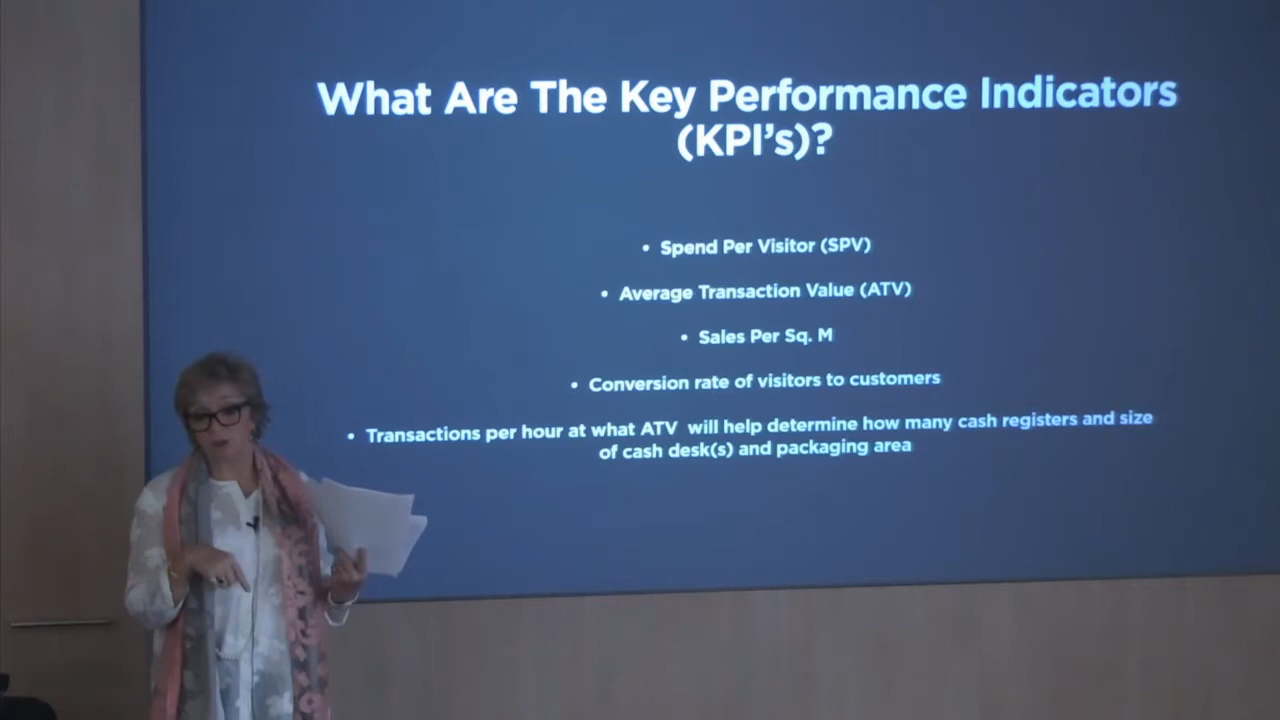 What Are The Key Performance Indicators
(KPI’s)?
• Spend Per Visitor (SPV)
• Average Transaction Value (ATV)
• Sales Per Sq. M
• Conversion rate of visitors to customers
• Transactions per hour at what ATV will help determine how many cash registers and size
of cash desk(s) and packaging area